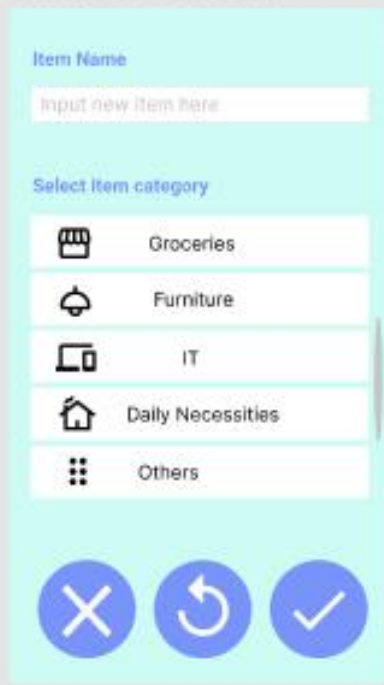 Item Name
Input new item here
Select item category
Groceries
Furniture
IT
Daily Necessities
Others